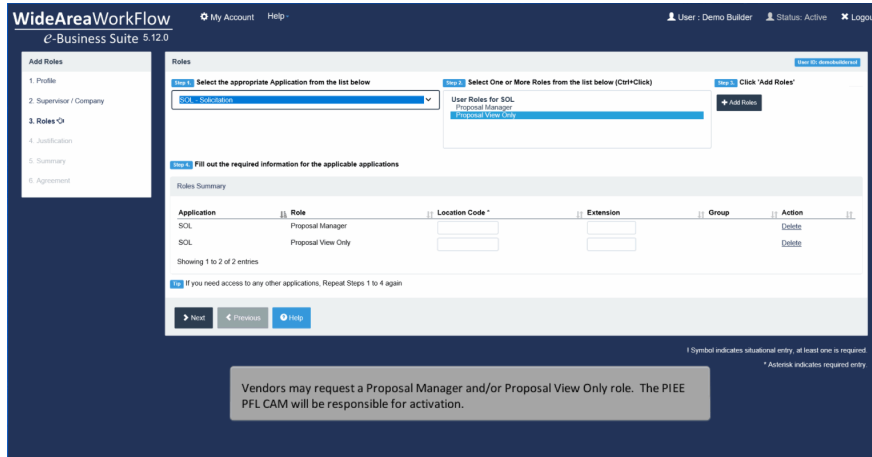 WideAreaWorkFlow
e-Business Suite 5.12.0
My Account Help
User : Demo Builder Status: Active Logou
Add Roles
1. Profile
2. Supervisor / Company
3. Roles
4. Justification
5. Summary
6. Agreement
Roles
User ID: demobuildersol
Step 1. Select the appropriate Application from the list below
Step 2. Select One or More Roles from the list below (Ctrl+Click)
Step 3. Click 'Add Roles'
SOL - Solicitation
User Roles for SOL
Proposal Manager
Proposal View Only
Add Roles
Step 4. Fill out the required information for the applicable applications
Roles Summary
Application Role Location Code * Extension Group Action
SOL Proposal Manager Delete
SOL Proposal View Only Delete
Showing 1 to 2 of 2 entries
Tip If you need access to any other applications, Repeat Steps 1 to 4 again
Next Previous Help
! Symbol indicates situational entry, at least one is required.
* Asterisk indicates required entry.
Vendors may request a Proposal Manager and/or Proposal View Only role. The PIEE
PFL CAM will be responsible for activation.